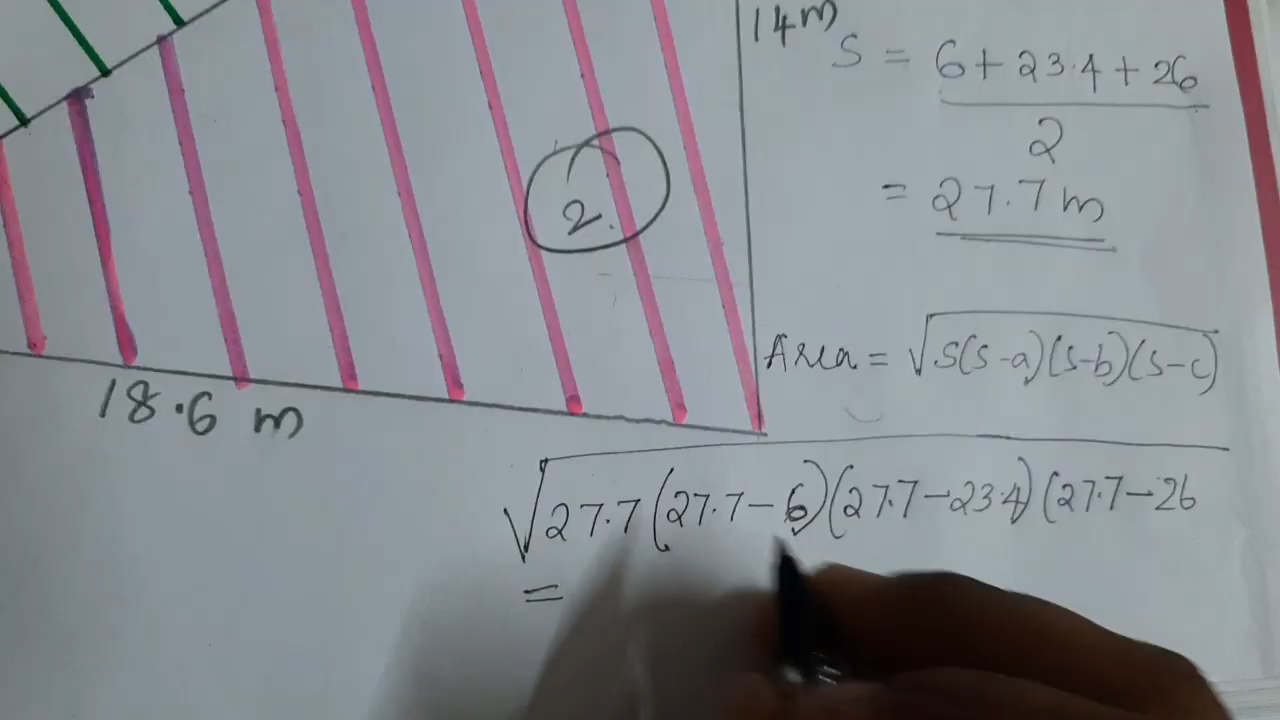 14m
S = 6+23.4+26
2
= 27.7 m
2.
Area = √S(s-a)(s-b)(s-c)
18.6 m
√27.7(27.7-6)(27.7-23.4)(27.7-26
=